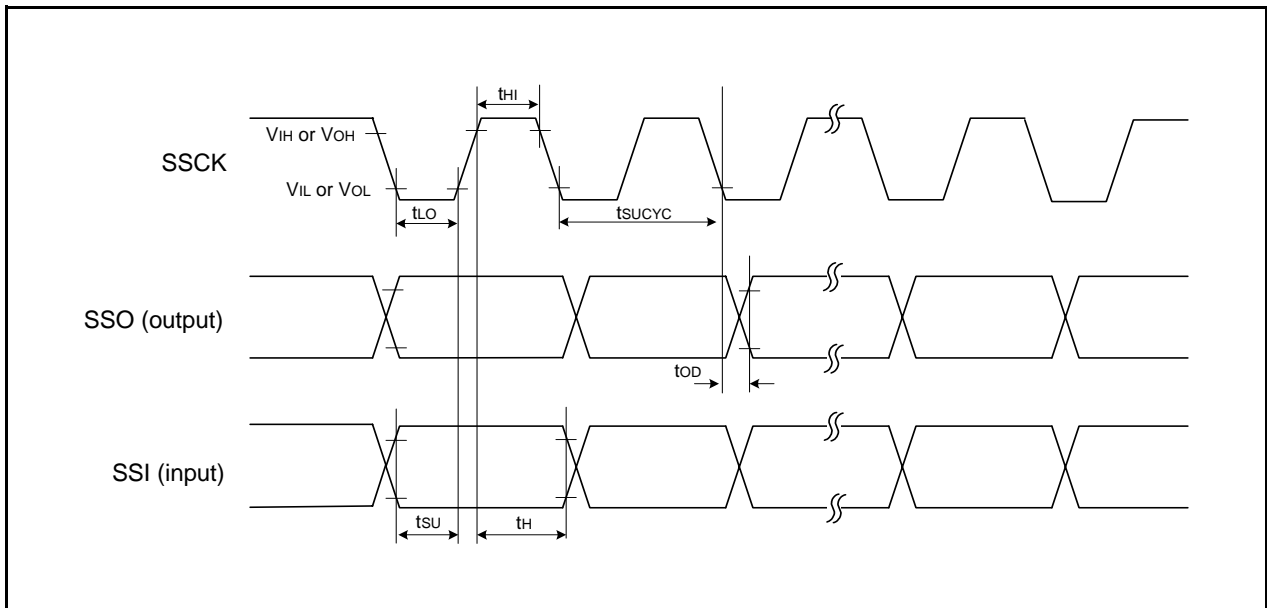 tHI
VIH or VOH
SSCK
VIL or VOL
tLO
tSUCYC
SSO (output)
tOD
SSI (input)
tSU
tH